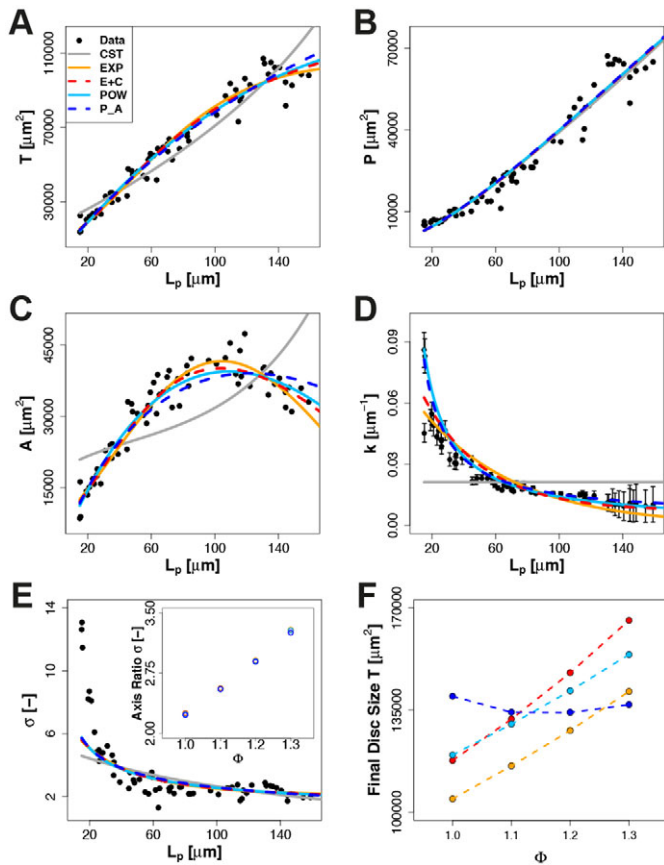 A
T [μm²]
110000
70000
30000
Data
CST
EXP
E+C
POW
P_A
20 60 100 140
Lp [μm]
B
P [μm²]
70000
40000
10000
20 60 100 140
Lp [μm]
C
A [μm²]
45000
30000
15000
20 60 100 140
Lp [μm]
D
k [μm⁻¹]
0.09
0.06
0.03
0.00
20 60 100 140
Lp [μm]
E
σ [–]
14
10
6
2
20 60 100 140
Lp [μm]
Axis Ratio σ [–]
3.50
2.75
2.00
1.0 1.1 1.2 1.3
Φ
F
Final Disc Size T [μm²]
170000
135000
100000
1.0 1.1 1.2 1.3
Φ